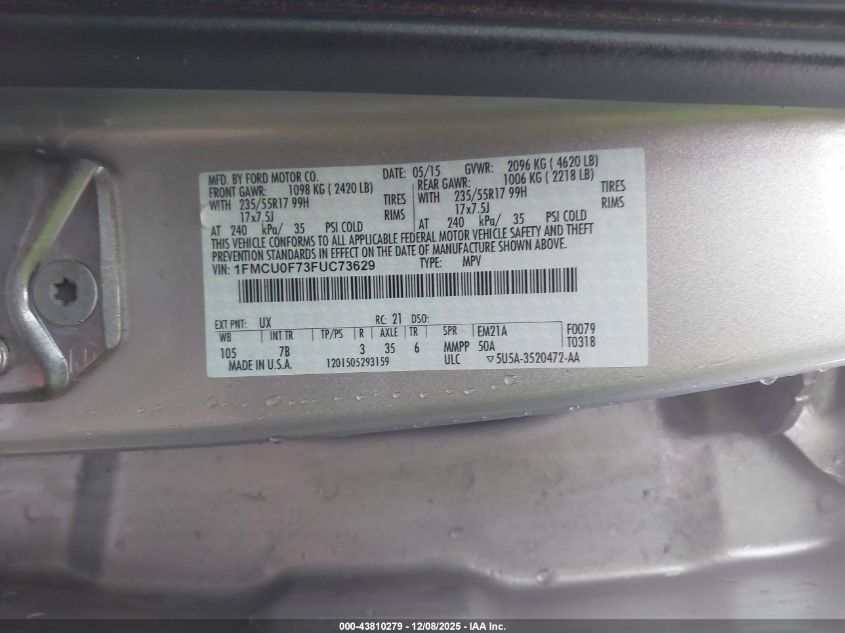 MFD. BY FORD MOTOR CO. DATE: 05/15 GVWR: 2096 KG ( 4620 LB)
FRONT GAWR: 1098 KG ( 2420 LB) REAR GAWR: 1006 KG ( 2218 LB)
WITH 235/55R17 99H TIRES WITH 235/55R17 99H TIRES
17x7.5J RIMS 17x7.5J RIMS
AT 240 kPa/ 35 PSI COLD AT 240 kPa/ 35 PSI COLD
THIS VEHICLE CONFORMS TO ALL APPLICABLE FEDERAL MOTOR VEHICLE SAFETY AND THEFT
PREVENTION STANDARDS IN EFFECT ON THE DATE OF MANUFACTURE SHOWN ABOVE.
VIN: 1FMCU0F73FUC73629 TYPE: MPV
EXT PNT: UX RC: 21 DSO:
WB INT TR TP/PS R AXLE TR SPR EM21A F0079
105 7B 3 35 6 MMPP 50A T0318
MADE IN U.S.A. 1201505293159 ULC ▽5U5A-3520472-AA
000-43810279 - 12/08/2025 - IAA Inc.